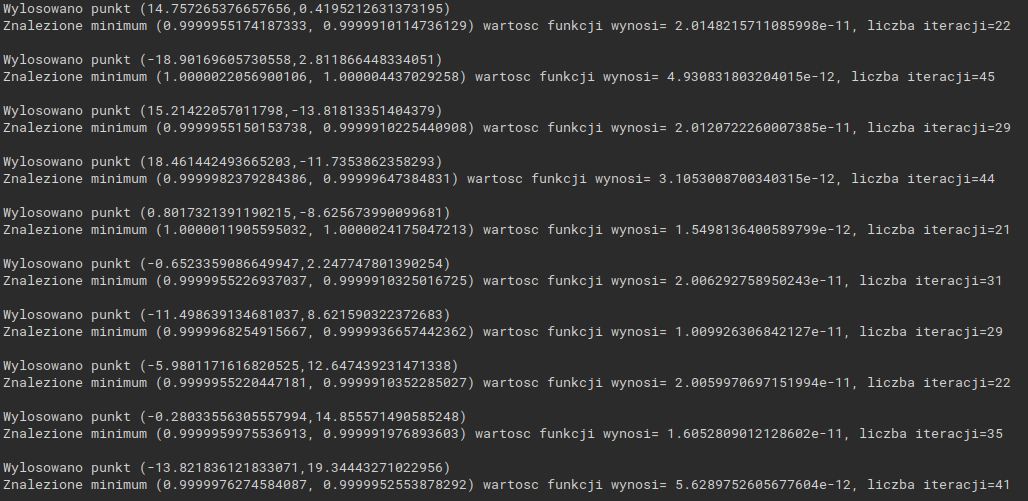 Wylosowano punkt (14.757265376657656,0.4195212631373195)
Znalezione minimum (0.9999955174187333, 0.9999910114736129) wartosc funkcji wynosi= 2.0148215711085998e-11, liczba iteracji=22
Wylosowano punkt (-18.90169605730558,2.811866448334051)
Znalezione minimum (1.0000022056900106, 1.000004437029258) wartosc funkcji wynosi= 4.930831803204015e-12, liczba iteracji=45
Wylosowano punkt (15.21422057011798,-13.81813351404379)
Znalezione minimum (0.9999955150153738, 0.9999910225440908) wartosc funkcji wynosi= 2.0120722260007385e-11, liczba iteracji=29
Wylosowano punkt (18.461442493665203,-11.7353862358293)
Znalezione minimum (0.9999982379284386, 0.99999647384831) wartosc funkcji wynosi= 3.1053008700340315e-12, liczba iteracji=44
Wylosowano punkt (0.8017321391190215,-8.625673990099681)
Znalezione minimum (1.0000011905595032, 1.0000024175047213) wartosc funkcji wynosi= 1.5498136400589799e-12, liczba iteracji=21
Wylosowano punkt (-0.6523359086649947,2.247747801390254)
Znalezione minimum (0.9999955226937037, 0.9999910325016725) wartosc funkcji wynosi= 2.006292758950243e-11, liczba iteracji=31
Wylosowano punkt (-11.498639134681037,8.621590322372683)
Znalezione minimum (0.9999968254915667, 0.9999936657442362) wartosc funkcji wynosi= 1.009926306842127e-11, liczba iteracji=29
Wylosowano punkt (-5.9801171616820525,12.647439231471338)
Znalezione minimum (0.9999955220447181, 0.9999910352285027) wartosc funkcji wynosi= 2.0059970697151994e-11, liczba iteracji=22
Wylosowano punkt (-0.28033556305557994,14.855571490585248)
Znalezione minimum (0.9999959975536913, 0.999991976893603) wartosc funkcji wynosi= 1.6052809012128602e-11, liczba iteracji=35
Wylosowano punkt (-13.821836121833071,19.34443271022956)
Znalezione minimum (0.9999976274584087, 0.9999952553878292) wartosc funkcji wynosi= 5.6289752605677604e-12, liczba iteracji=41